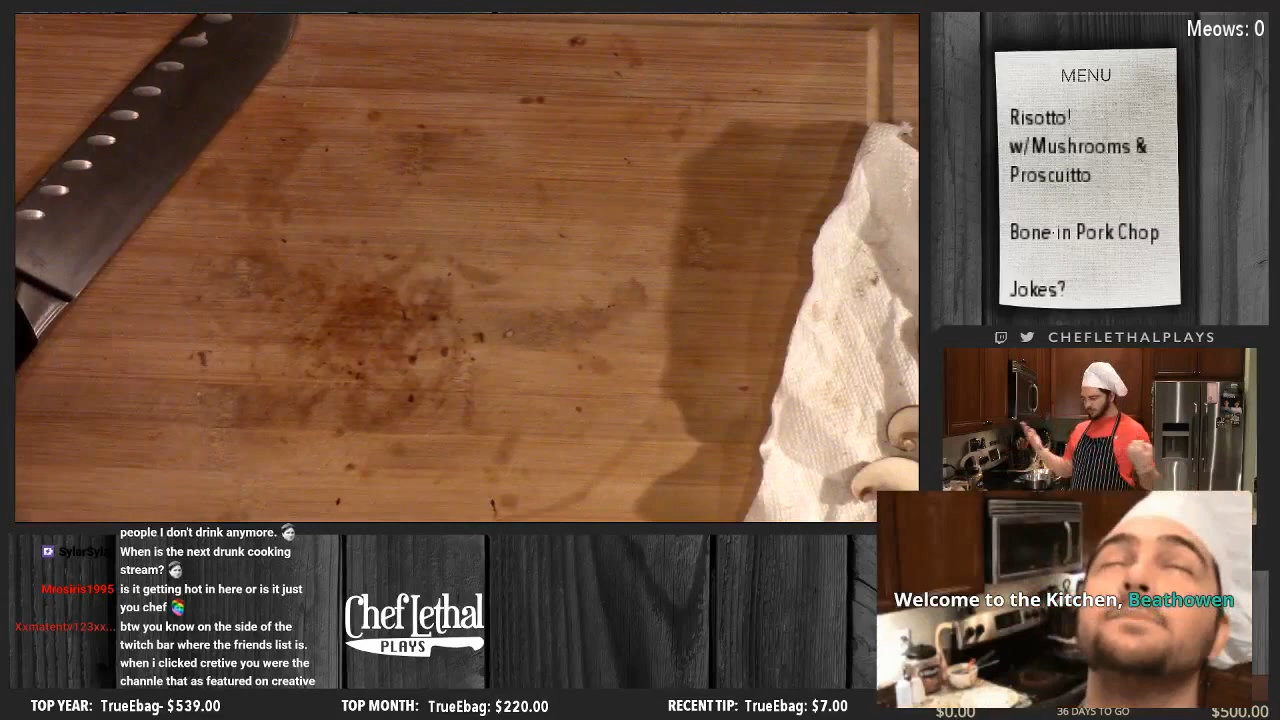 Meows: 0
MENU
Risotto!
w/Mushrooms &
Proscuitto
Bone-in Pork Chop
Jokes?
CHEFLETHALPLAYS
people I don't drink anymore.
SylarSyla
When is the next drunk cooking
stream?
Mrosiris1995
is it getting hot in here or is it just
you chef
Xxmatentv123xx...
btw you know on the side of the
twitch bar where the friends list is.
when i clicked cretive you were the
channle that as featured on creative
Chef Lethal
PLAYS
Welcome to the Kitchen, Beathowen
TOP YEAR: TrueEbag- $539.00
TOP MONTH: TrueEbag: $220.00
RECENT TIP: TrueEbag: $7.00
$0.00
36 DAYS TO GO
$500.00